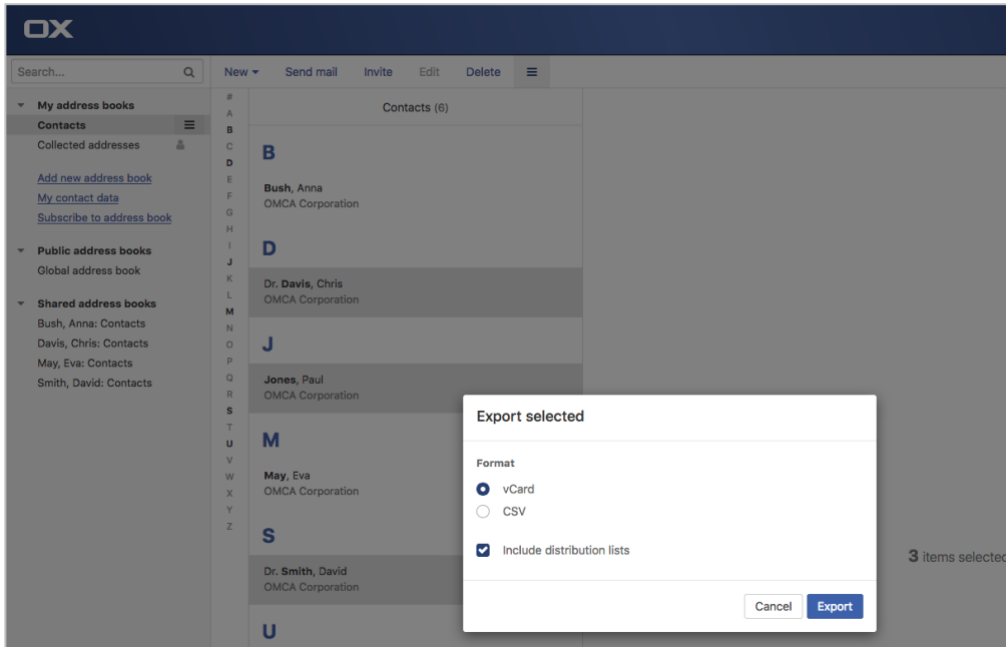 OX
Search...
New Send mail Invite Edit Delete
My address books
Contacts
Collected addresses
Add new address book
My contact data
Subscribe to address book
Public address books
Global address book
Shared address books
Bush, Anna: Contacts
Davis, Chris: Contacts
May, Eva: Contacts
Smith, David: Contacts
#
A
B
C
D
E
F
G
H
I
J
K
L
M
N
O
P
Q
R
S
T
U
V
W
X
Y
Z
Contacts (6)
B
Bush, Anna
OMCA Corporation
D
Dr. Davis, Chris
OMCA Corporation
J
Jones, Paul
OMCA Corporation
M
May, Eva
OMCA Corporation
S
Dr. Smith, David
OMCA Corporation
U
Export selected
Format
vCard
CSV
Include distribution lists
Cancel Export
3 items selected